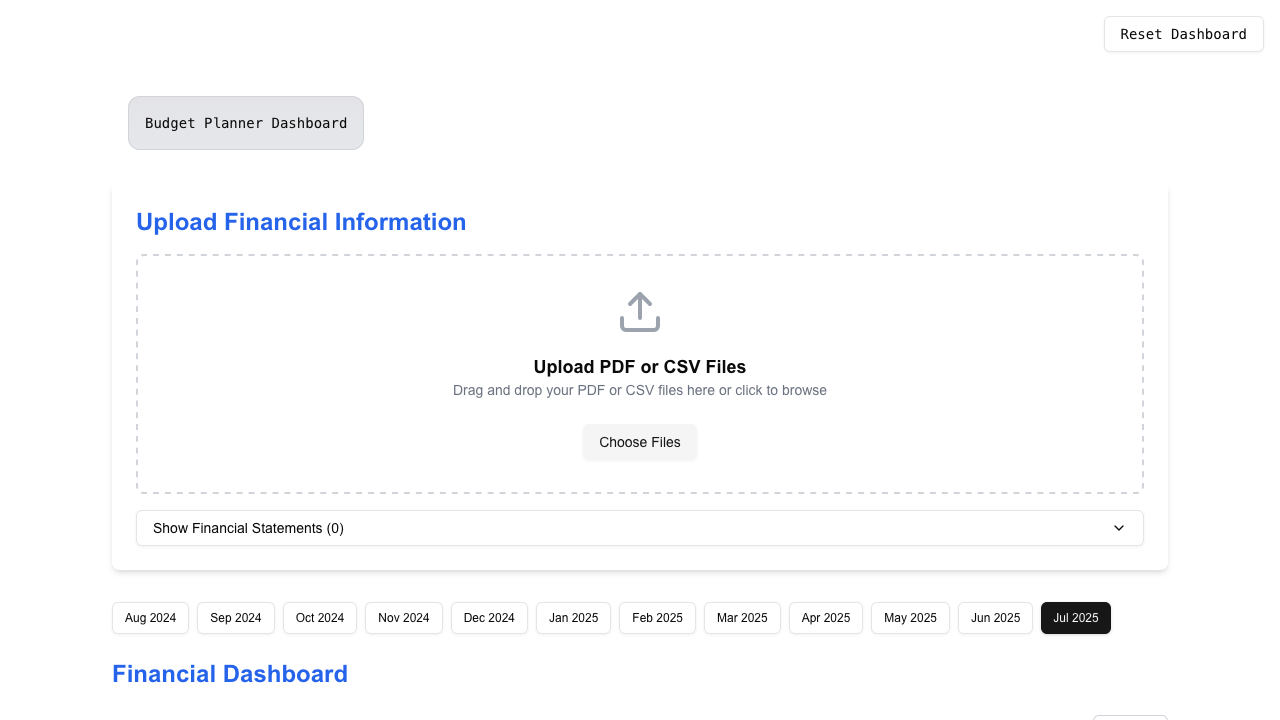 Reset Dashboard
Budget Planner Dashboard
Upload Financial Information
Upload PDF or CSV Files
Drag and drop your PDF or CSV files here or click to browse
Choose Files
Show Financial Statements (0)
Aug 2024 Sep 2024 Oct 2024 Nov 2024 Dec 2024 Jan 2025 Feb 2025 Mar 2025 Apr 2025 May 2025 Jun 2025 Jul 2025
Financial Dashboard